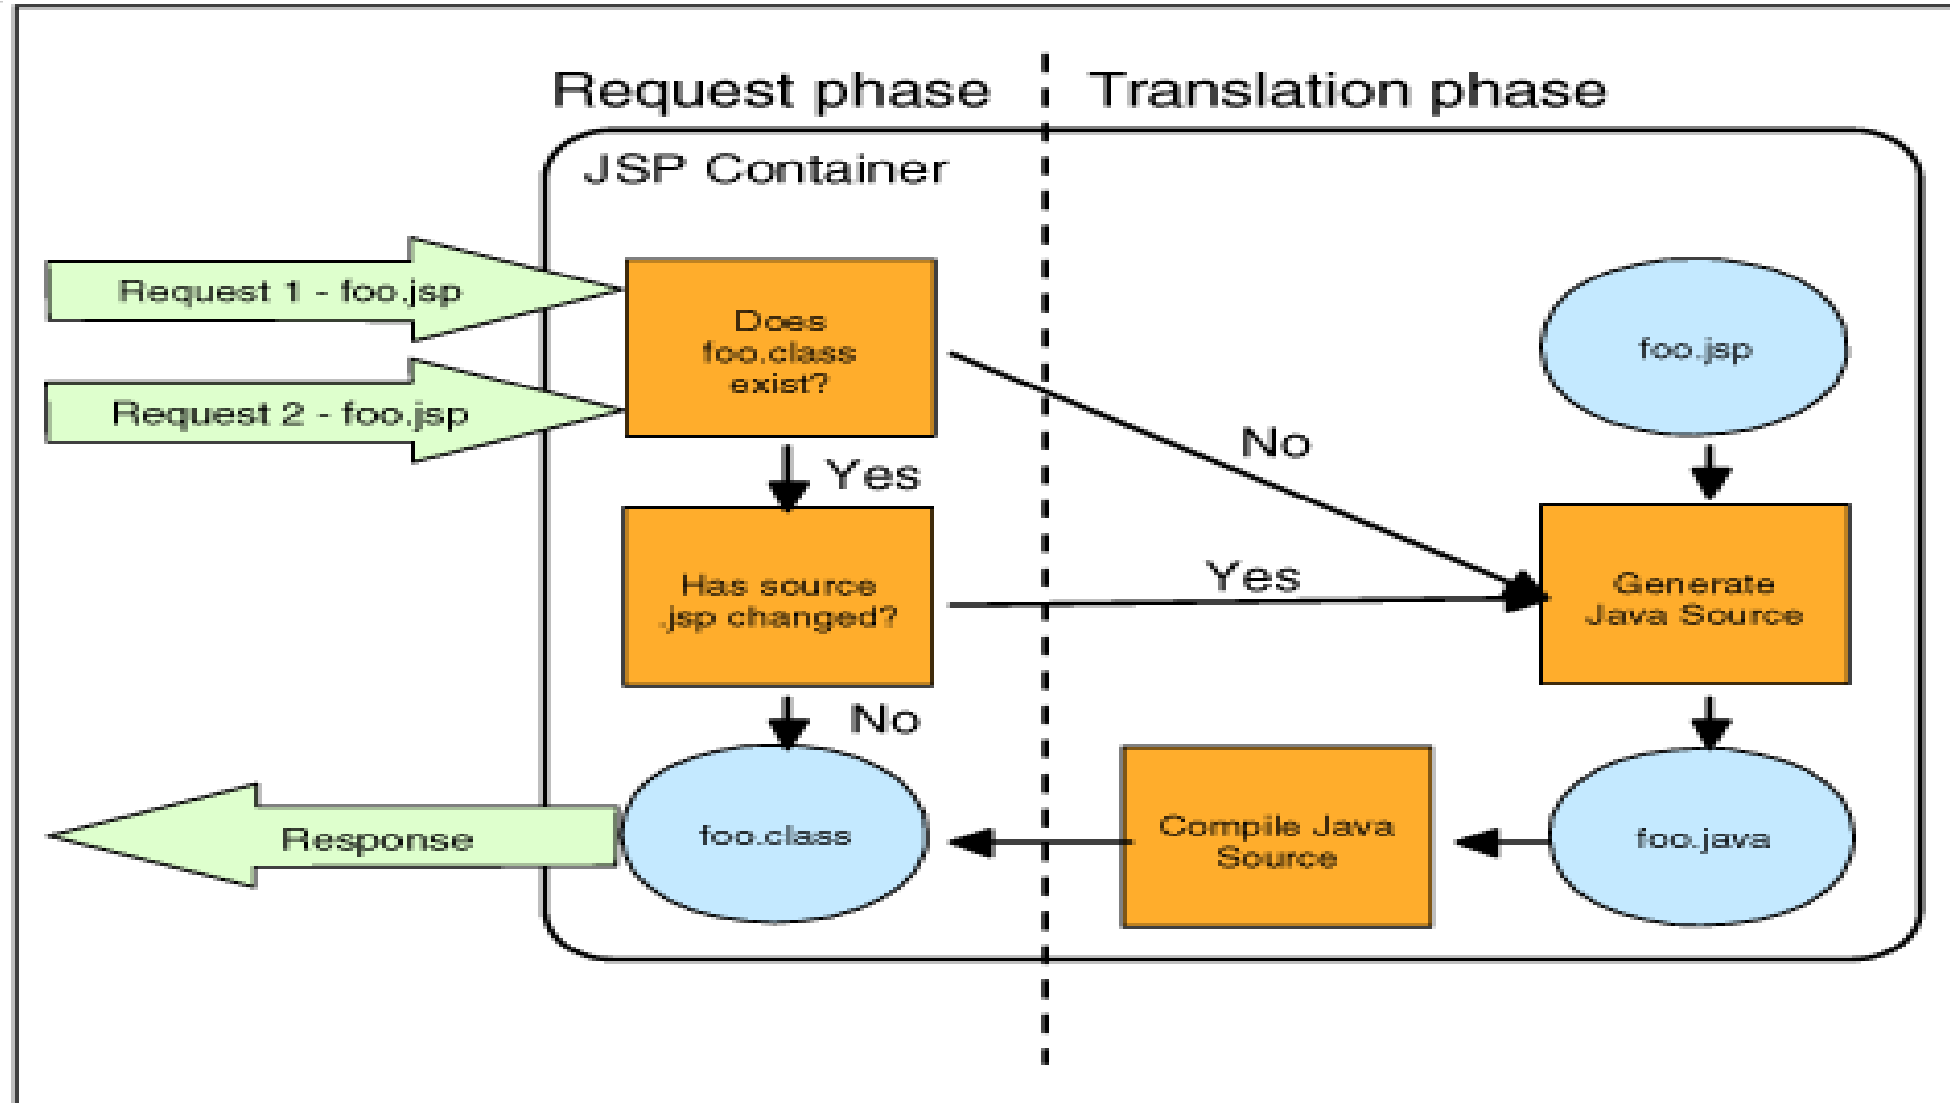 Request phase
Translation phase
JSP Container
Request 1 - foo.jsp
Does
foo.class
exist?
foo.jsp
Request 2 - foo.jsp
No
Yes
Has source
.jsp changed?
Yes
Generate
Java Source
No
Response
foo.class
Compile Java
Source
foo.java